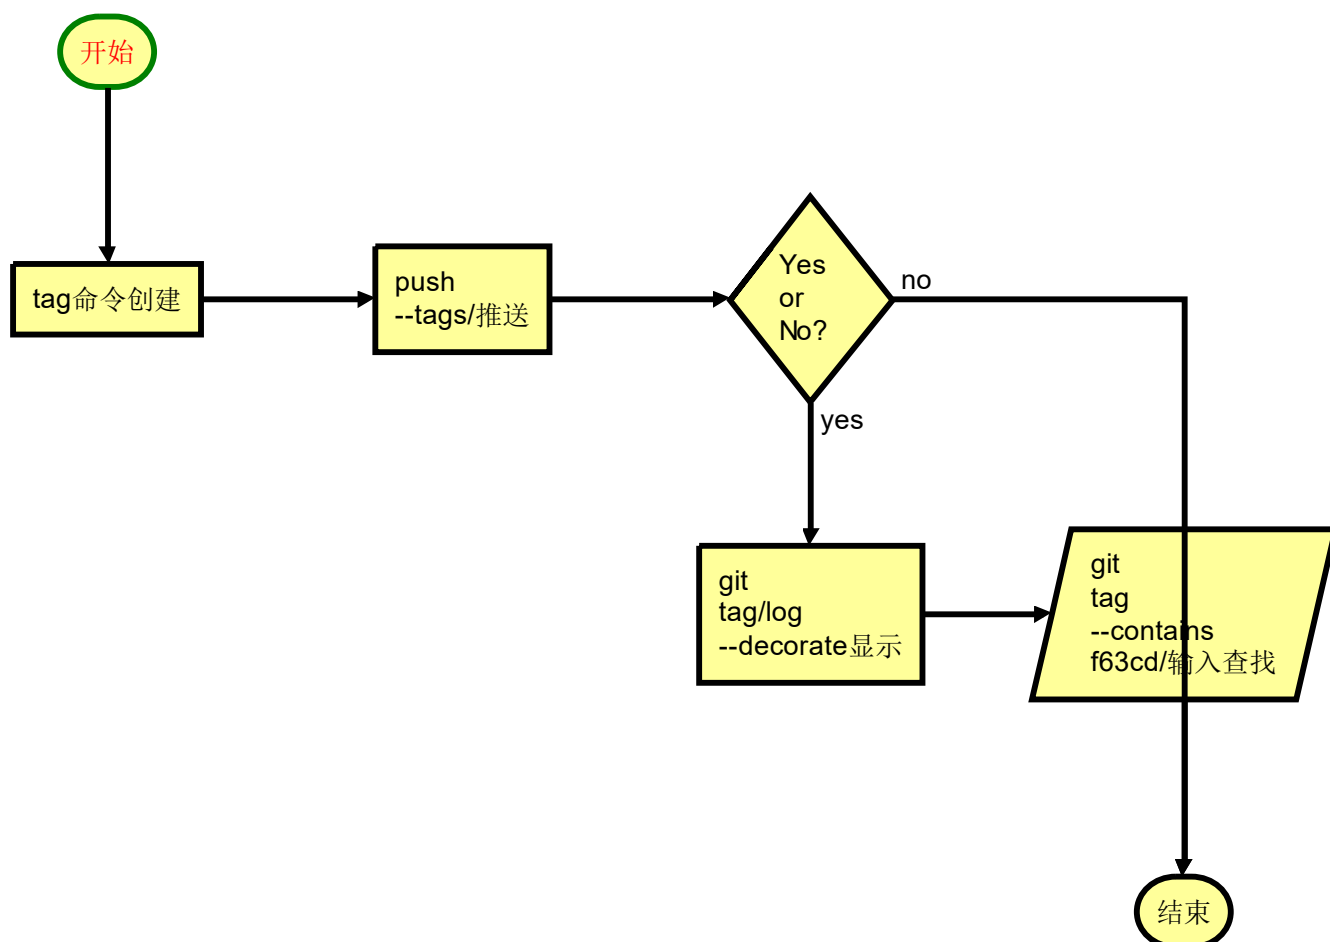 开始
tag命令创建
push
--tags/推送
Yes
or
No?
no
yes
git
tag/log
--decorate显示
git
tag
--contains
f63cd/输入查找
结束